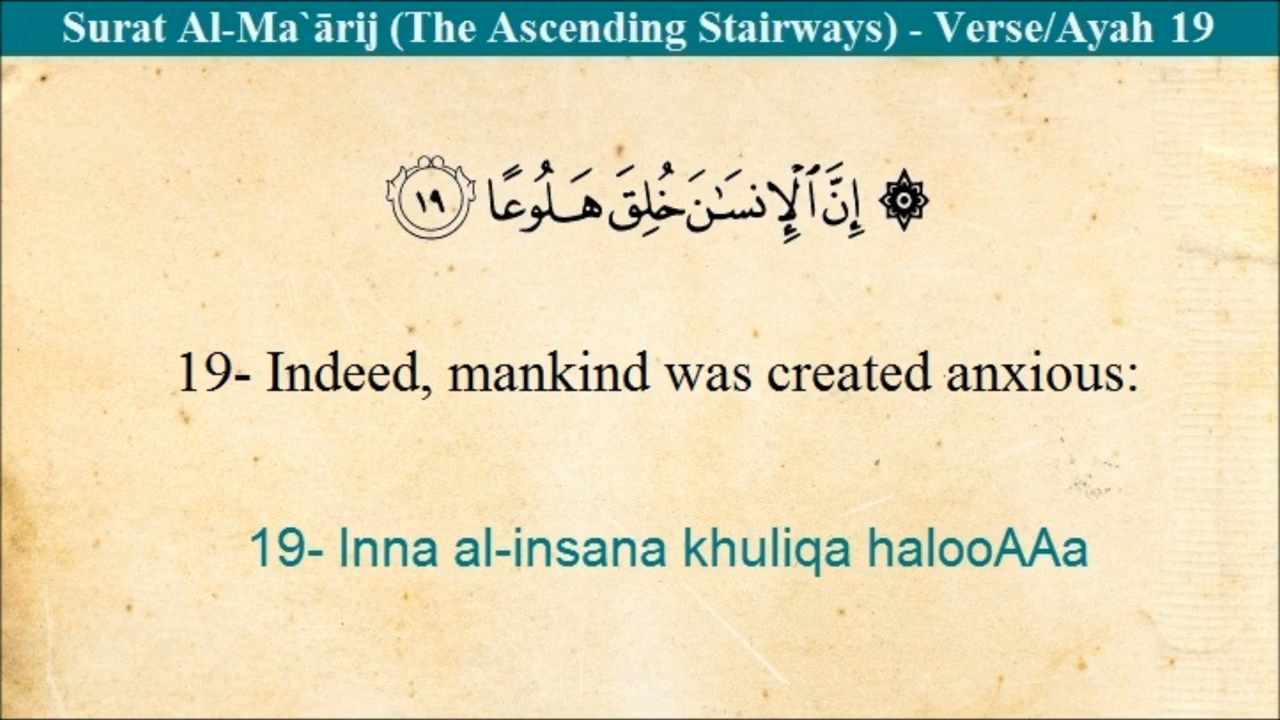 Surat Al-Ma`ārij (The Ascending Stairways) - Verse/Ayah 19
۞ إِنَّ ٱلْإِنسَـٰنَ خُلِقَ هَلُوعًا ١٩
19- Indeed, mankind was created anxious:
19- Inna al-insana khuliqa halooAAa